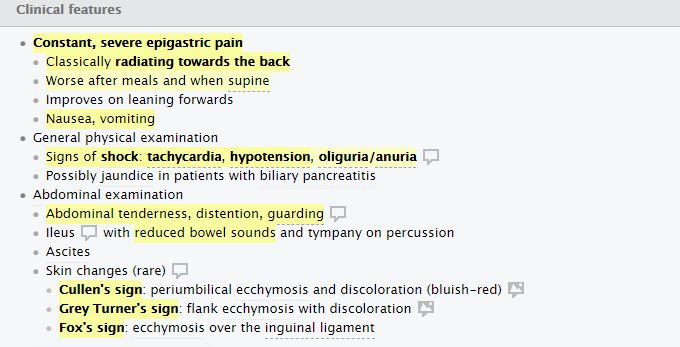 Clinical features
Constant, severe epigastric pain
Classically radiating towards the back
Worse after meals and when supine
Improves on leaning forwards
Nausea, vomiting
General physical examination
Signs of shock: tachycardia, hypotension, oliguria/anuria
Possibly jaundice in patients with biliary pancreatitis
Abdominal examination
Abdominal tenderness, distention, guarding
Ileus with reduced bowel sounds and tympany on percussion
Ascites
Skin changes (rare)
Cullen's sign: periumbilical ecchymosis and discoloration (bluish-red)
Grey Turner's sign: flank ecchymosis with discoloration
Fox's sign: ecchymosis over the inguinal ligament